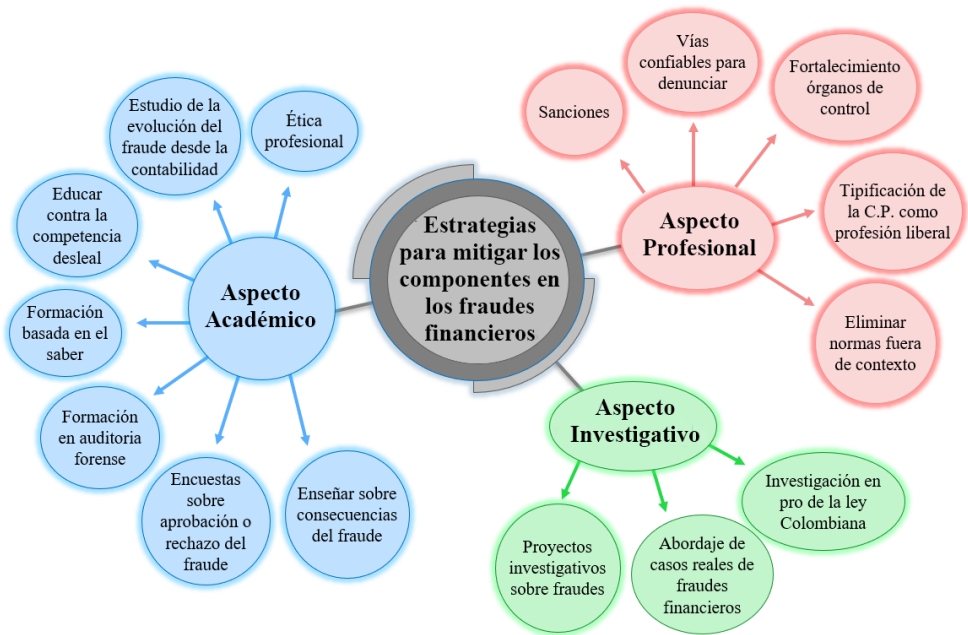 Estrategias
para mitigar los
componentes en
los fraudes
financieros
Aspecto
Académico
Ética
profesional
Estudio de la
evolución del
fraude desde la
contabilidad
Educar
contra la
competencia
desleal
Formación
basada en el
saber
Formación
en auditoria
forense
Encuestas
sobre
aprobación o
rechazo del
fraude
Enseñar sobre
consecuencias
del fraude
Aspecto
Profesional
Sanciones
Vías
confiables para
denunciar
Fortalecimiento
órganos de
control
Tipificación de
la C.P. como
profesión liberal
Eliminar
normas fuera
de contexto
Aspecto
Investigativo
Proyectos
investigativos
sobre fraudes
Abordaje de
casos reales de
fraudes
financieros
Investigación en
pro de la ley
Colombiana